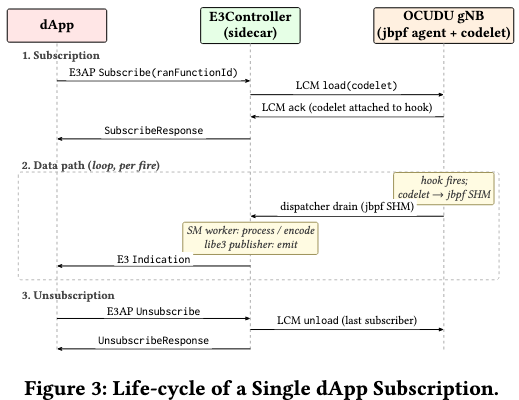 dApp
E3Controller
(sidecar)
OCUDU gNB
(jbpf agent + codelet)
1. Subscription
E3AP Subscribe(ranFunctionId)
LCM load(codelet)
LCM ack (codelet attached to hook)
SubscribeResponse
2. Data path (loop, per fire)
hook fires;
codelet → jbpf SHM
dispatcher drain (jbpf SHM)
SM worker: process / encode
libe3 publisher: emit
E3 Indication
3. Unsubscription
E3AP Unsubscribe
LCM unload (last subscriber)
UnsubscribeResponse
Figure 3: Life-cycle of a Single dApp Subscription.